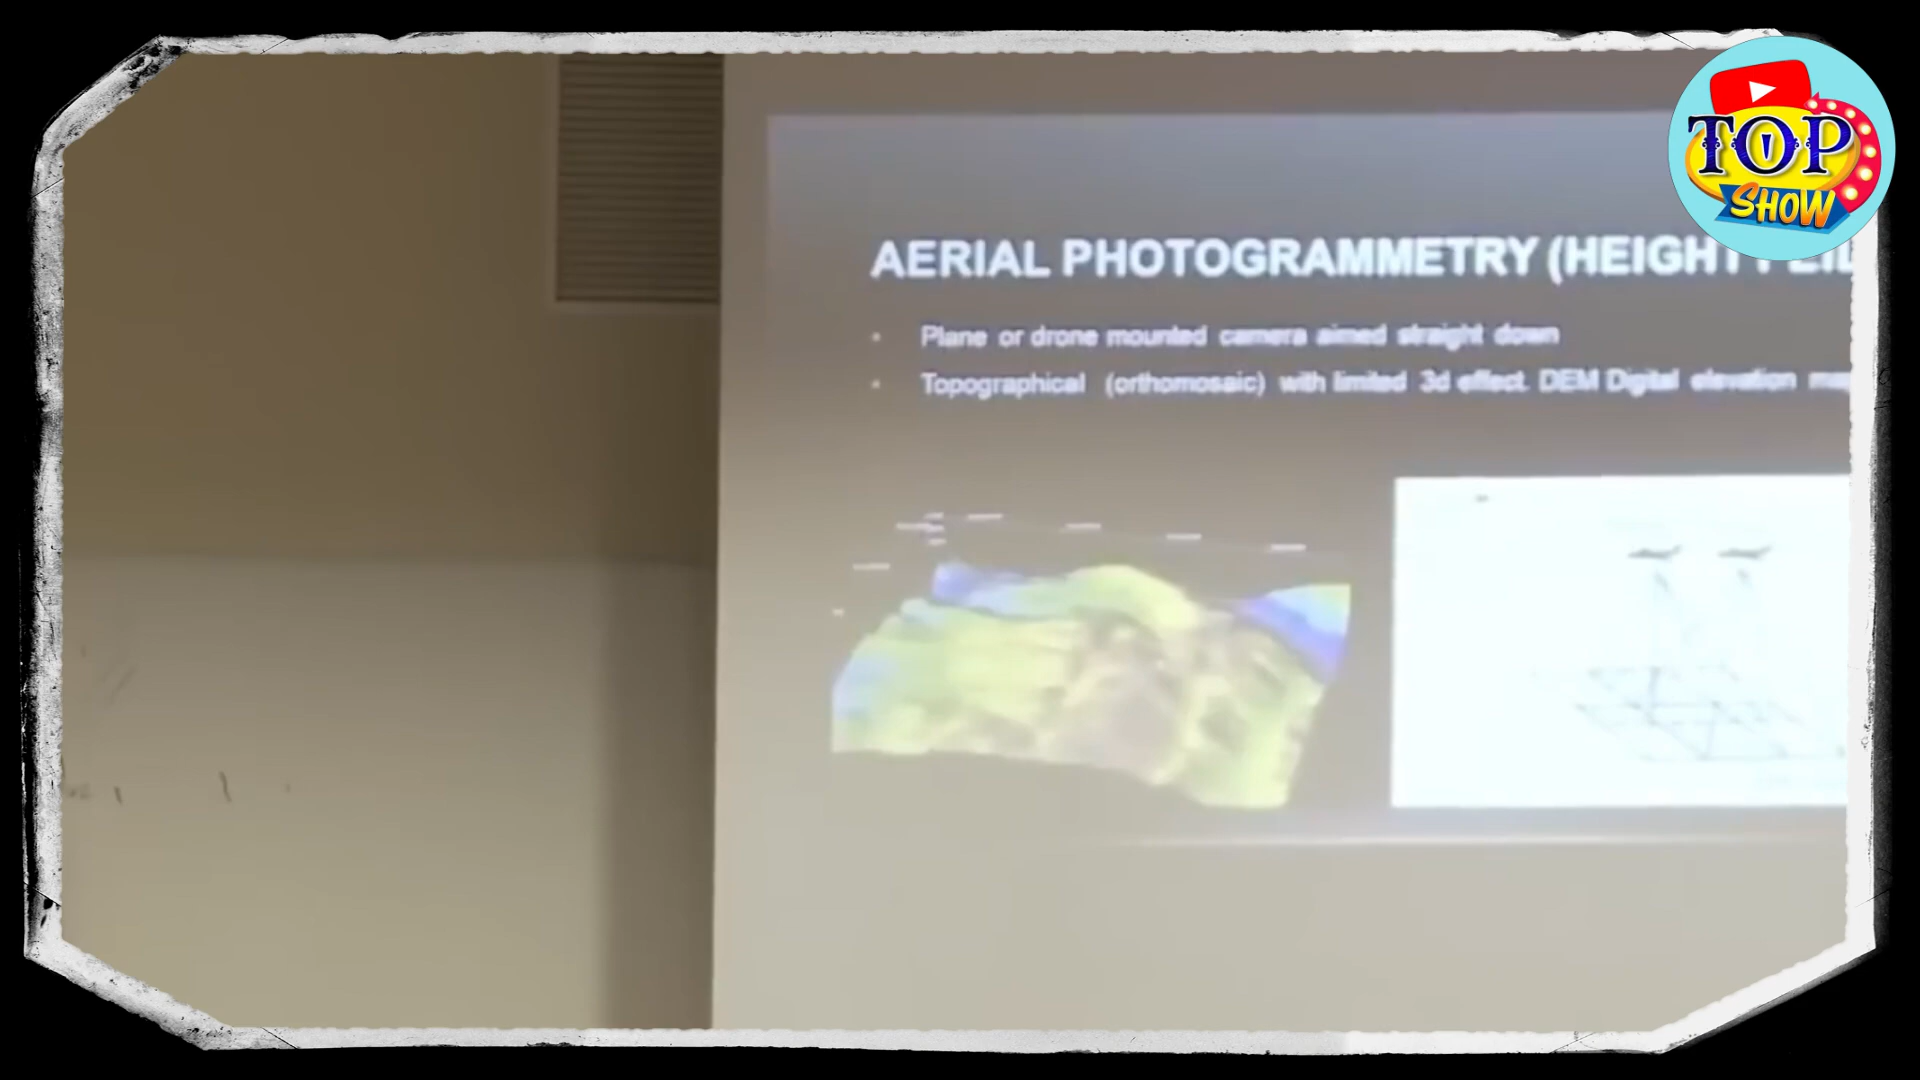 TOP
SHOW
AERIAL PHOTOGRAMMETRY (HEIGHT
Plane or drone mounted camera aimed straight down
Topographical (orthomosaic) with limited 3d effect. DEM Digital elevation